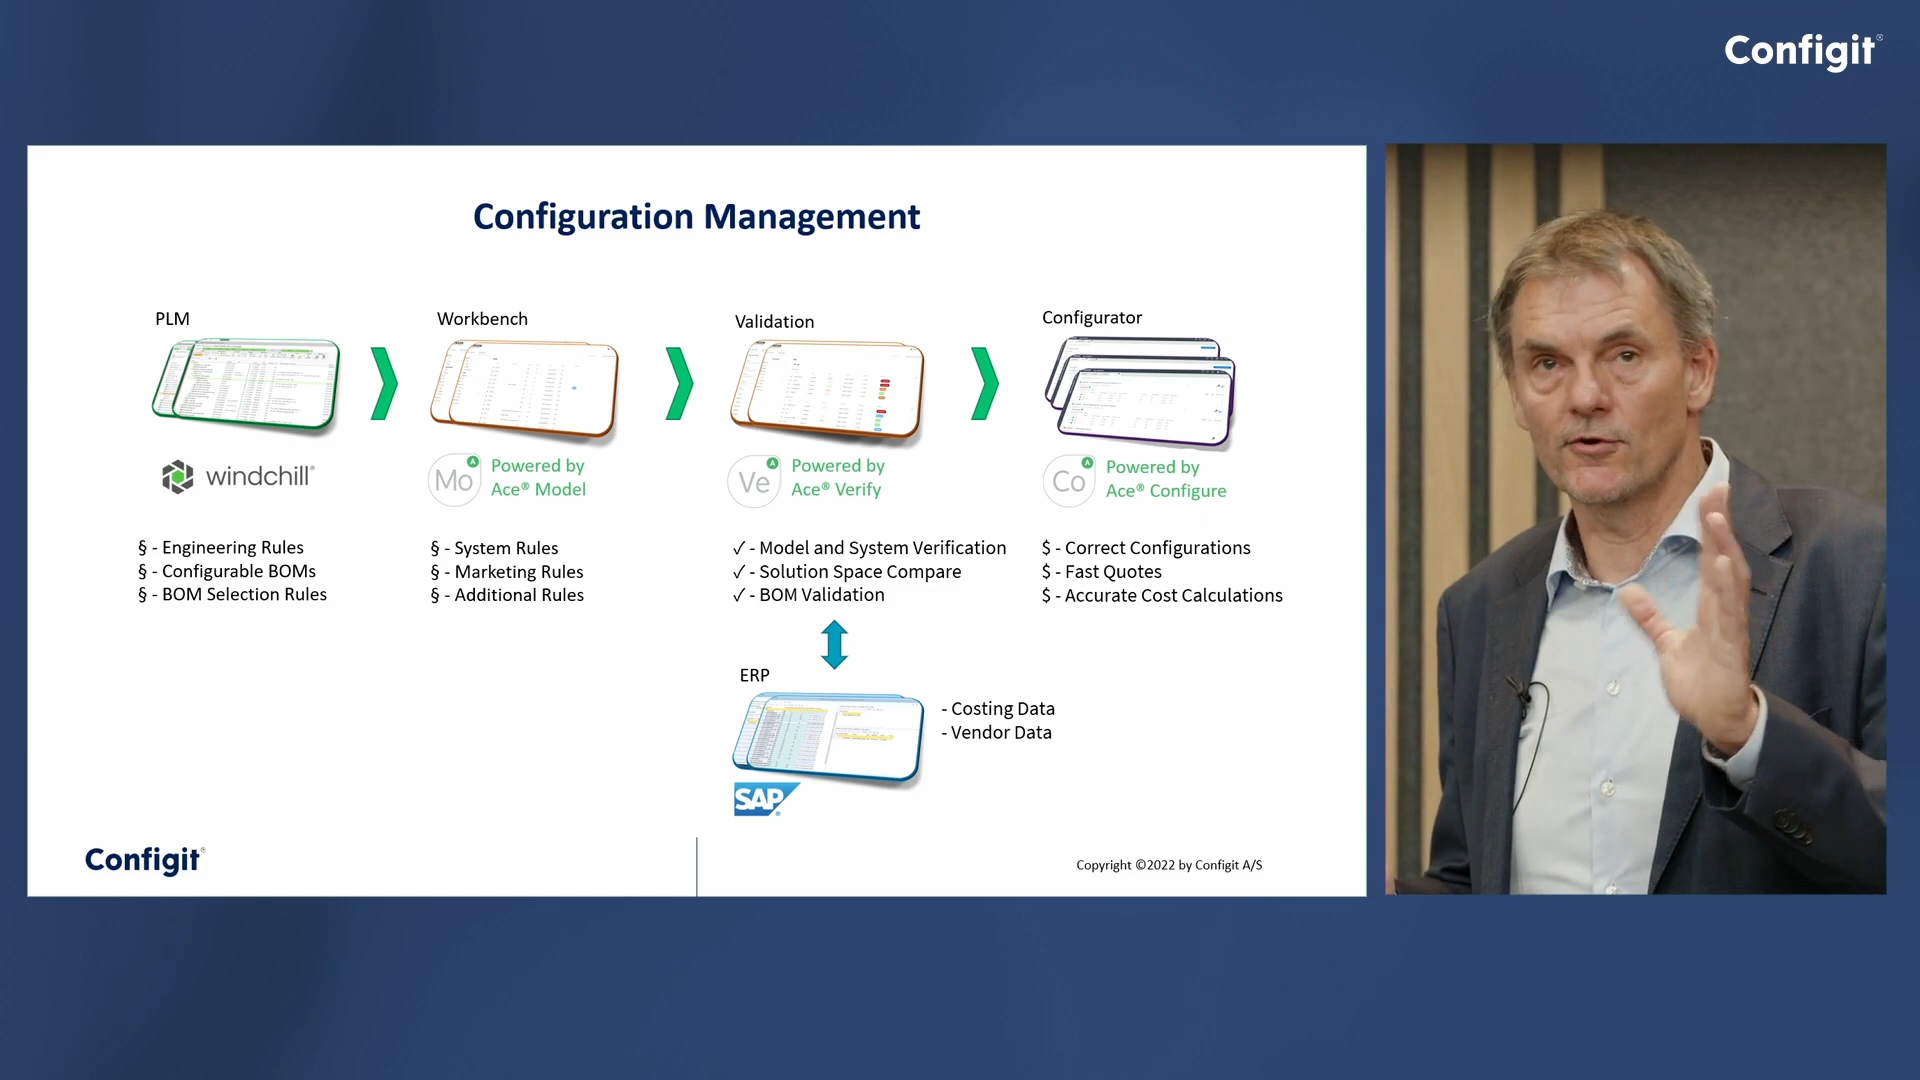 Configit®
Configuration Management
PLM
Workbench
Validation
Configurator
windchill®
Mo
A
Powered by
Ace® Model
Ve
A
Powered by
Ace® Verify
Co
A
Powered by
Ace® Configure
§ - Engineering Rules
§ - Configurable BOMs
§ - BOM Selection Rules
§ - System Rules
§ - Marketing Rules
§ - Additional Rules
✓ - Model and System Verification
✓ - Solution Space Compare
✓ - BOM Validation
$ - Correct Configurations
$ - Fast Quotes
$ - Accurate Cost Calculations
ERP
- Costing Data
- Vendor Data
SAP®
Configit®
Copyright ©2022 by Configit A/S